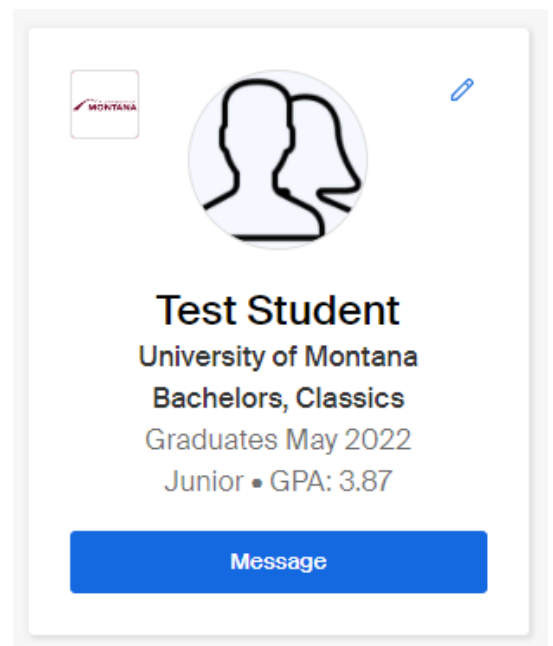 MONTANA
Test Student
University of Montana
Bachelors, Classics
Graduates May 2022
Junior • GPA: 3.87
Message